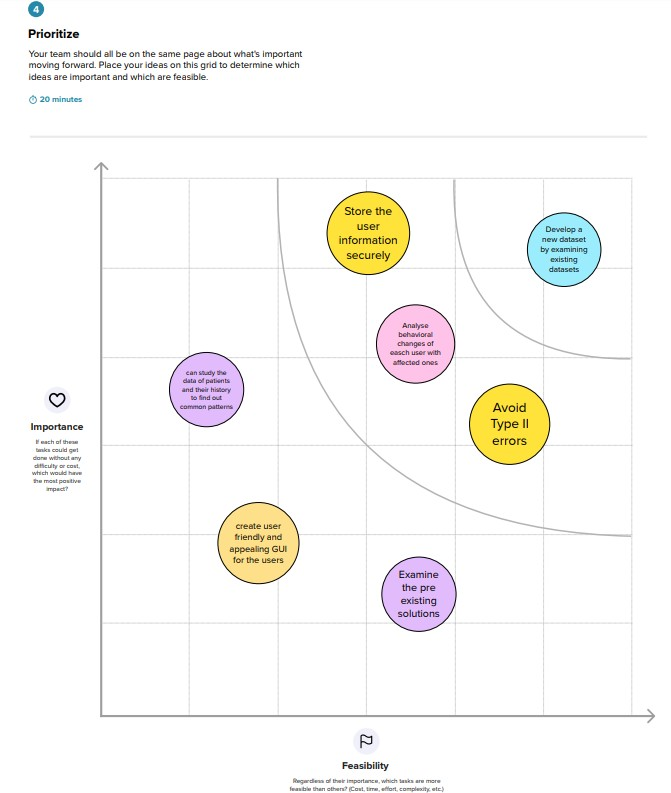 4
Prioritize
Your team should all be on the same page about what's important
moving forward. Place your ideas on this grid to determine which
ideas are important and which are feasible.
20 minutes
Store the
user
information
securely
Develop a
new dataset
by examining
existing
datasets
Analyse
behavioral
changes of
easch user with
affected ones
can study the
data of patients
and their history
to find out
common patterns
Avoid
Type II
errors
Importance
If each of these
tasks could get
done without any
difficulty or cost,
which would have
the most positive
impact?
create user
friendly and
appealing GUI
for the users
Examine
the pre
existing
solutions
Feasibility
Regardless of their importance, which tasks are more
feasible than others? (Cost, time, effort, complexity, etc.)